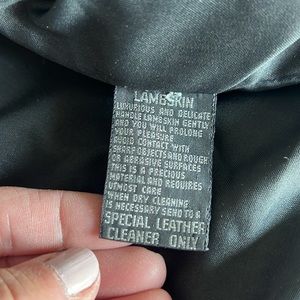 LAMBSKIN
LUXURIOUS AND DELICATE
HANDLE LAMBSKIN GENTLY
AND YOU WILL PROLONG
YOUR PLEASURE
AVOID CONTACT WITH
SHARP OBJECTS AND ROUGH
OR ABRASIVE SURFACES
THIS IS A PRECIOUS
MATERIAL AND REQUIRES
UTMOST CARE
WHEN DRY CLEANING
IS NECESSARY SEND TO A
SPECIAL LEATHER
CLEANER ONLY